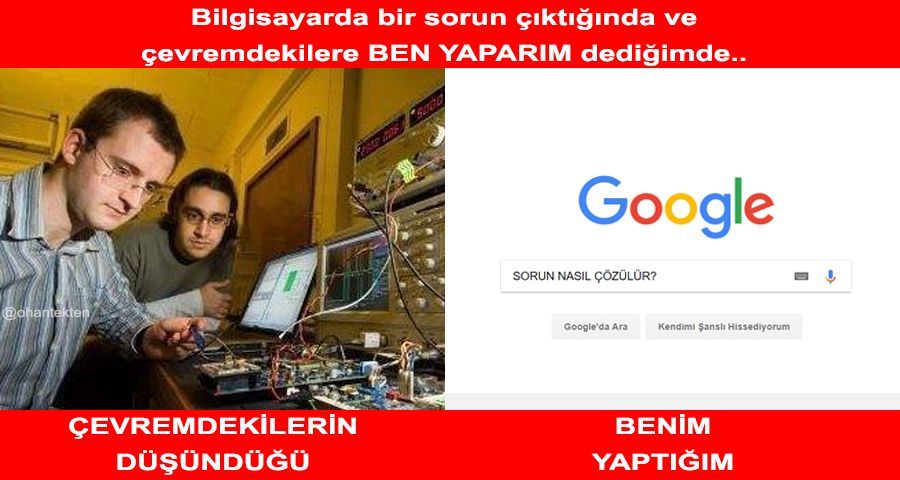 Bilgisayarda bir sorun çıktığında ve
çevremdekilere BEN YAPARIM dediğimde..
@ohantekten
Google
SORUN NASIL ÇÖZÜLÜR?
Google'da Ara
Kendimi Şanslı Hissediyorum
ÇEVREMDEKİLERİN
DÜŞÜNDÜĞÜ
BENİM
YAPTIĞIM